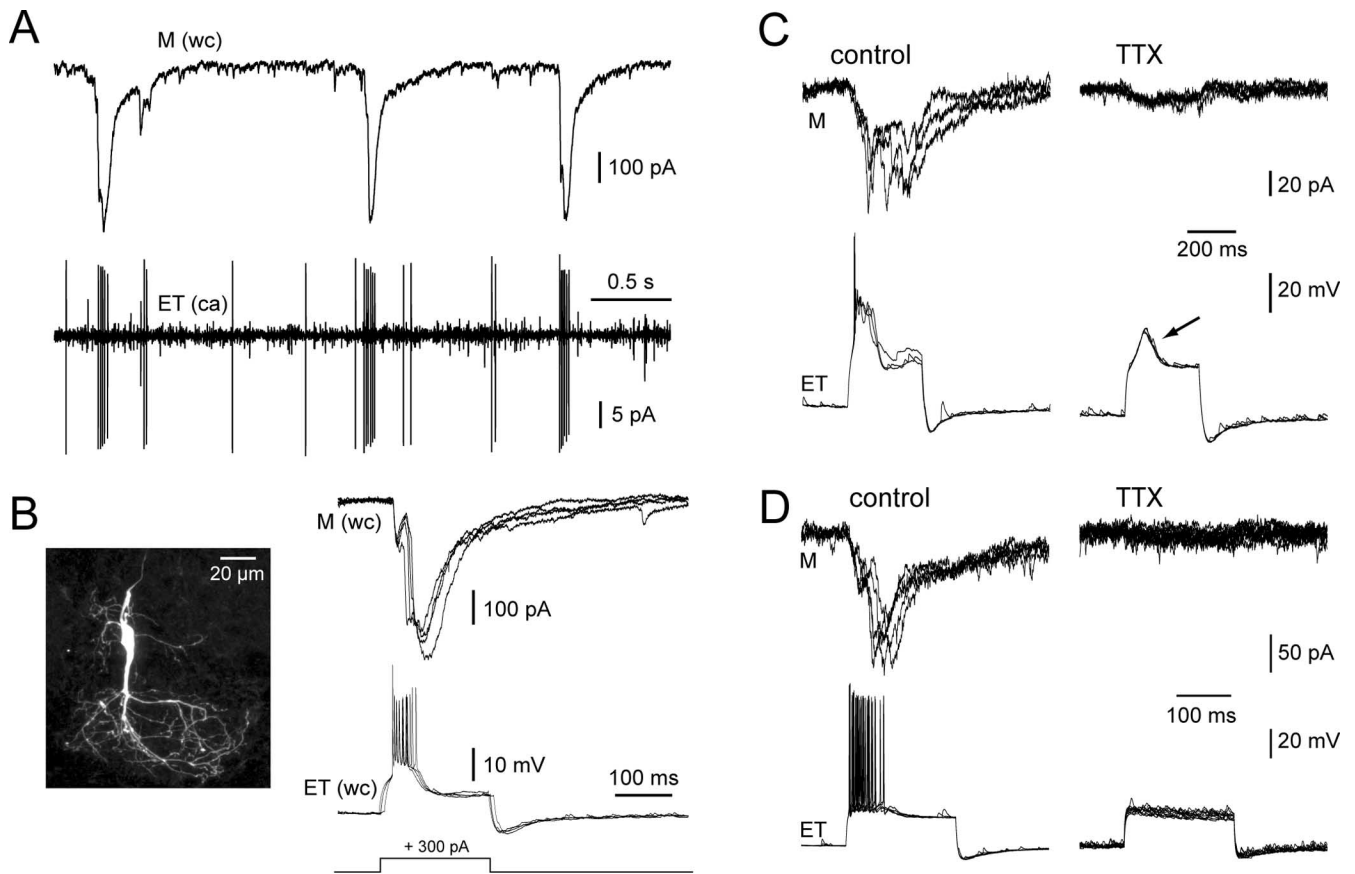 A
M (wc)
100 pA
0.5 s
ET (ca)
5 pA
B
20 µm
M (wc)
100 pA
10 mV
100 ms
ET (wc)
+ 300 pA
C
control
TTX
M
20 pA
200 ms
20 mV
ET
D
control
TTX
M
50 pA
100 ms
20 mV
ET